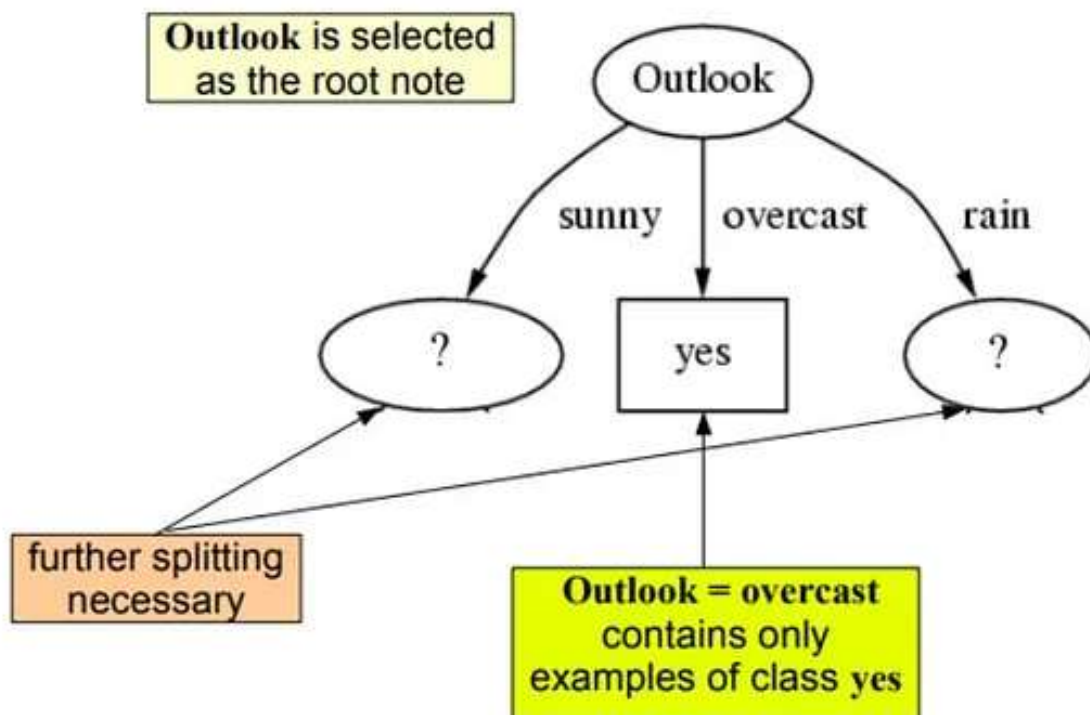 Outlook is selected
as the root note
Outlook
sunny
overcast
rain
?
yes
?
further splitting
necessary
Outlook = overcast
contains only
examples of class yes